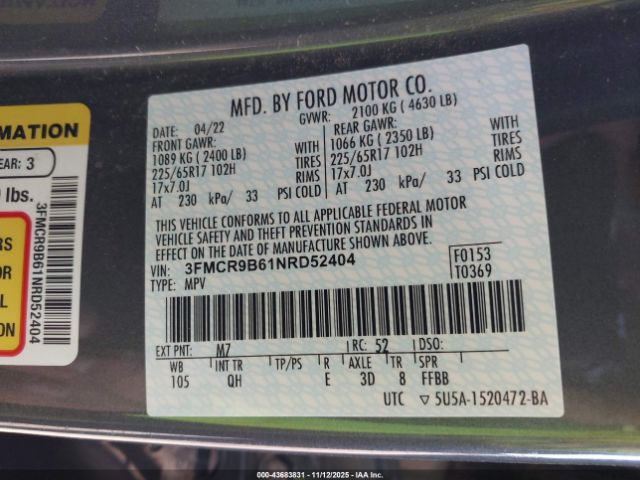 MATION
EAR: 3
lbs.
3FMCR9B61NRD52404
RS
OR
ION
MFD. BY FORD MOTOR CO.
DATE: 04/22 GVWR: 2100 KG ( 4630 LB)
FRONT GAWR: REAR GAWR:
1089 KG ( 2400 LB) WITH 1066 KG ( 2350 LB) WITH
225/65R17 102H TIRES 225/65R17 102H TIRES
17x7.0J RIMS 17x7.0J RIMS
AT 230 kPa/ 33 PSI COLD AT 230 kPa/ 33 PSI COLD
THIS VEHICLE CONFORMS TO ALL APPLICABLE FEDERAL MOTOR
VEHICLE SAFETY AND THEFT PREVENTION STANDARDS IN
EFFECT ON THE DATE OF MANUFACTURE SHOWN ABOVE.
VIN: 3FMCR9B61NRD52404 F0153
TYPE: MPV T0369
EXT PNT: M7 RC: 52 DSO:
WB INT TR TP/PS R AXLE TR SPR
105 QH E 3D 8 FFBB
UTC ▽ 5U5A-1520472-BA
© - 43683831 - 11/12/2025 - IAA Inc.